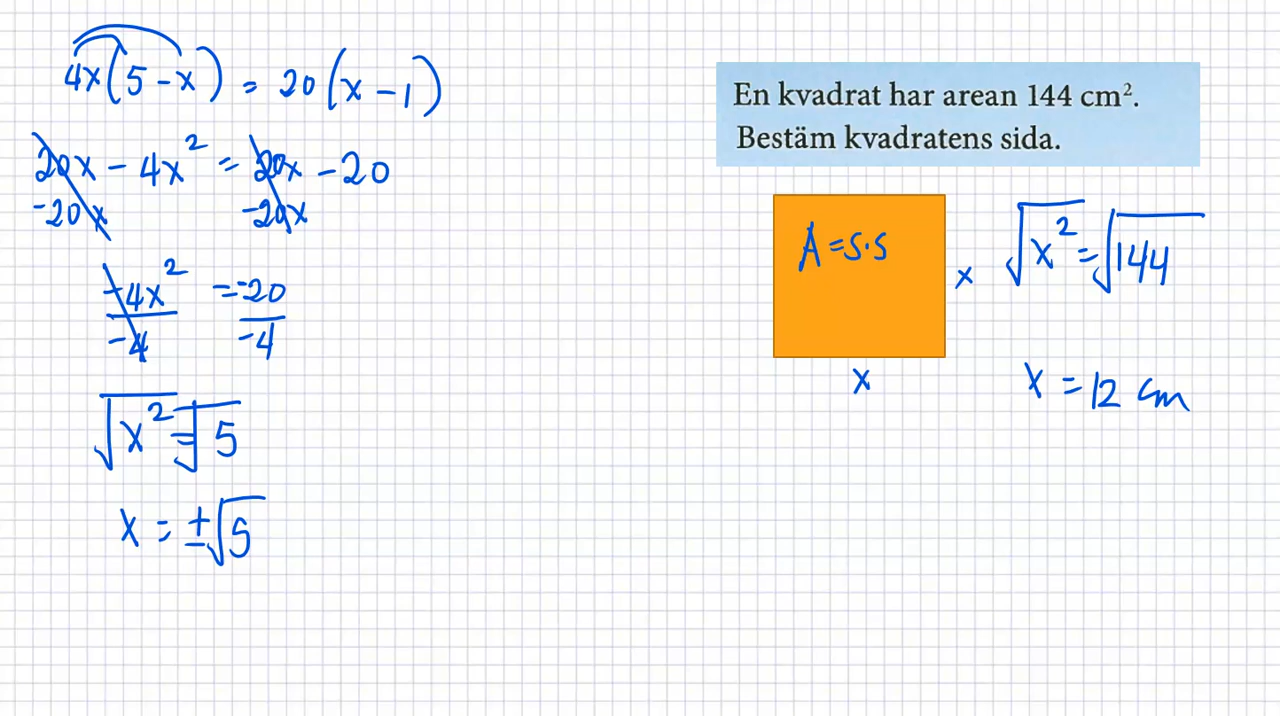 4x(5-x) = 20(x-1)
20x - 4x² = 20x - 20
-20x -20x
-4x² = -20
-4 -4
√x² = √5
x = ±√5
En kvadrat har arean 144 cm².
Bestäm kvadratens sida.
A = s·s
x
x
√x² = √144
x = 12 cm